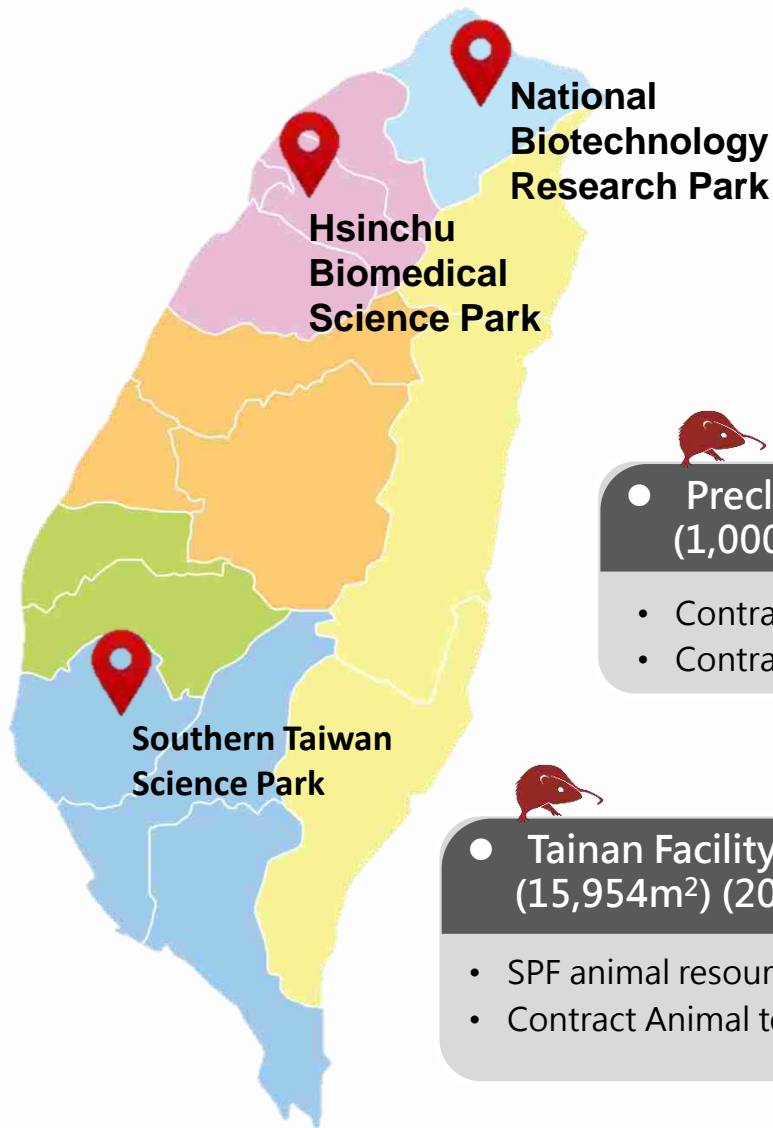 National
Biotechnology
Research Park
Hsinchu
Biomedical
Science Park
● Precl
(1,000
• Contra
• Contra
Southern Taiwan
Science Park
● Tainan Facility
(15,954m²) (20
• SPF animal resour
• Contract Animal te